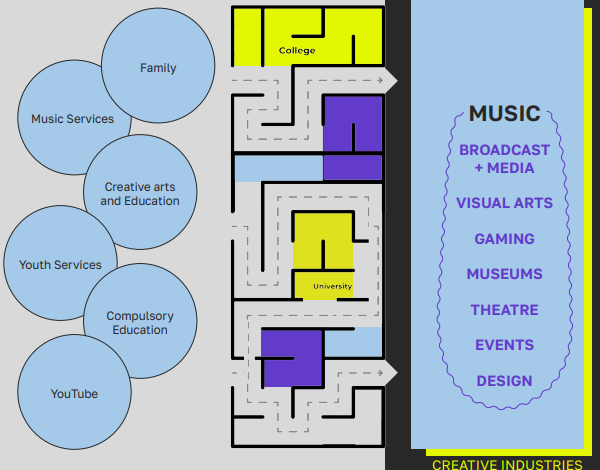 Family
Music Services
Creative arts
and Education
Youth Services
Compulsory
Education
YouTube
College
University
MUSIC
BROADCAST
+ MEDIA
VISUAL ARTS
GAMING
MUSEUMS
THEATRE
EVENTS
DESIGN
CREATIVE INDUSTRIES